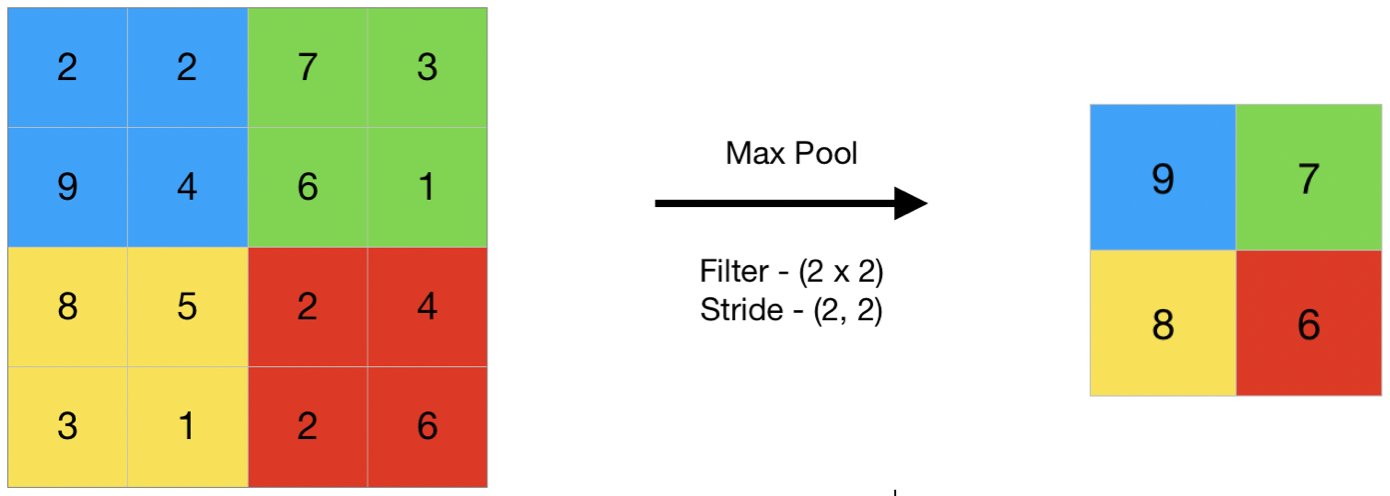 2 2 7 3
9 4 6 1
8 5 2 4
3 1 2 6
Max Pool
Filter - (2 x 2)
Stride - (2, 2)
9 7
8 6